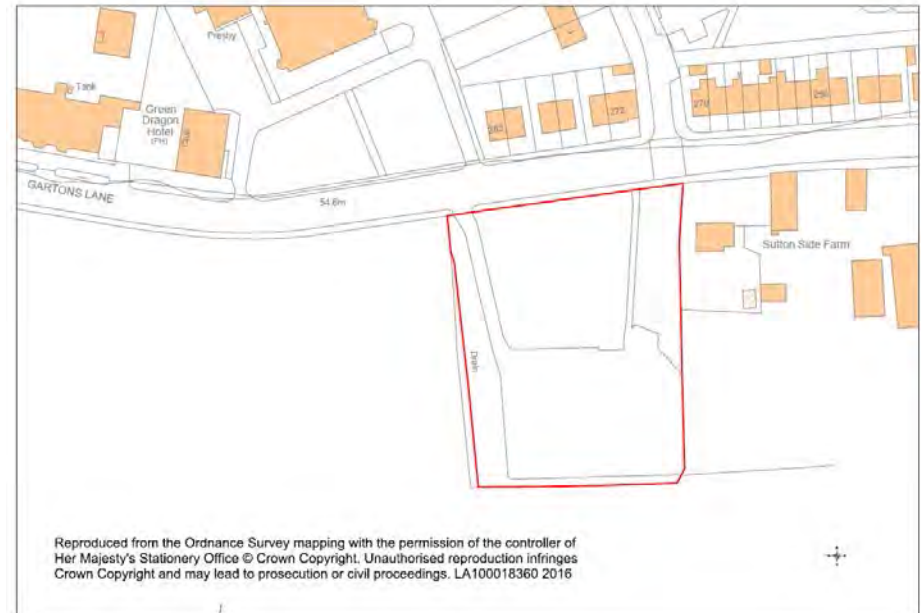 Presby
Tank
Green
Dragon
Hotel
(PH)
Club
283
273
270
256
GARTONS LANE
54.6m
Sutton Side Farm
Drain
Reproduced from the Ordnance Survey mapping with the permission of the controller of
Her Majesty's Stationery Office © Crown Copyright. Unauthorised reproduction infringes
Crown Copyright and may lead to prosecution or civil proceedings. LA100018360 2016